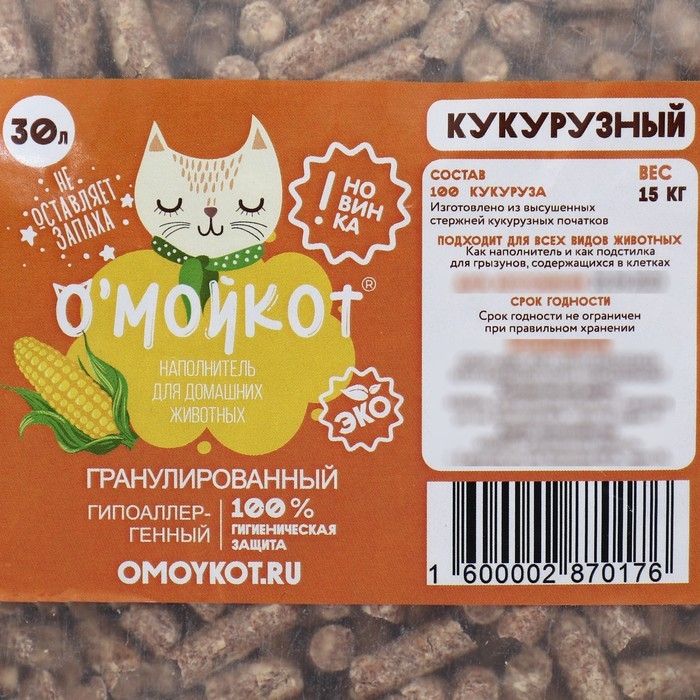 30л
НЕ
ОСТАВЛЯЕТ
ЗАПАХА
! НО
ВИН
КА
О'МОЙКОТ®
НАПОЛНИТЕЛЬ
ДЛЯ ДОМАШНИХ
ЖИВОТНЫХ
ЭКО
ГРАНУЛИРОВАННЫЙ
ГИПОАЛЛЕР-
ГЕННЫЙ
100%
ГИГИЕНИЧЕСКАЯ
ЗАЩИТА
OMOYKOT.RU
КУКУРУЗНЫЙ
СОСТАВ
100 КУКУРУЗА
ВЕС
15 КГ
Изготовлено из высушенных
стержней кукурузных початков
ПОДХОДИТ ДЛЯ ВСЕХ ВИДОВ ЖИВОТНЫХ
Как наполнитель и как подстилка
для грызунов, содержащихся в клетках
СРОК ГОДНОСТИ
Срок годности не ограничен
при правильном хранении
1 600002 870176